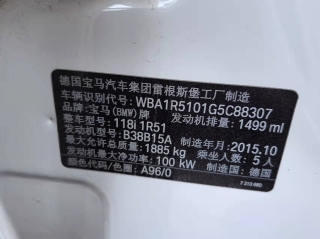 德国宝马汽车集团雷根斯堡工厂制造
车辆识别代号: WBA1R5101G5C88307
品牌: 宝马(BMW)牌 发动机排量: 1499 ml
型号: 118i 1R51
发动机型号: B38B15A 制造年月: 2015.10
最大允许总质量: 1885 kg 乘坐人数: 5 人
发动机最大净功率: 100 kW 制造国: 德国
颜色代码/色度: A96/0